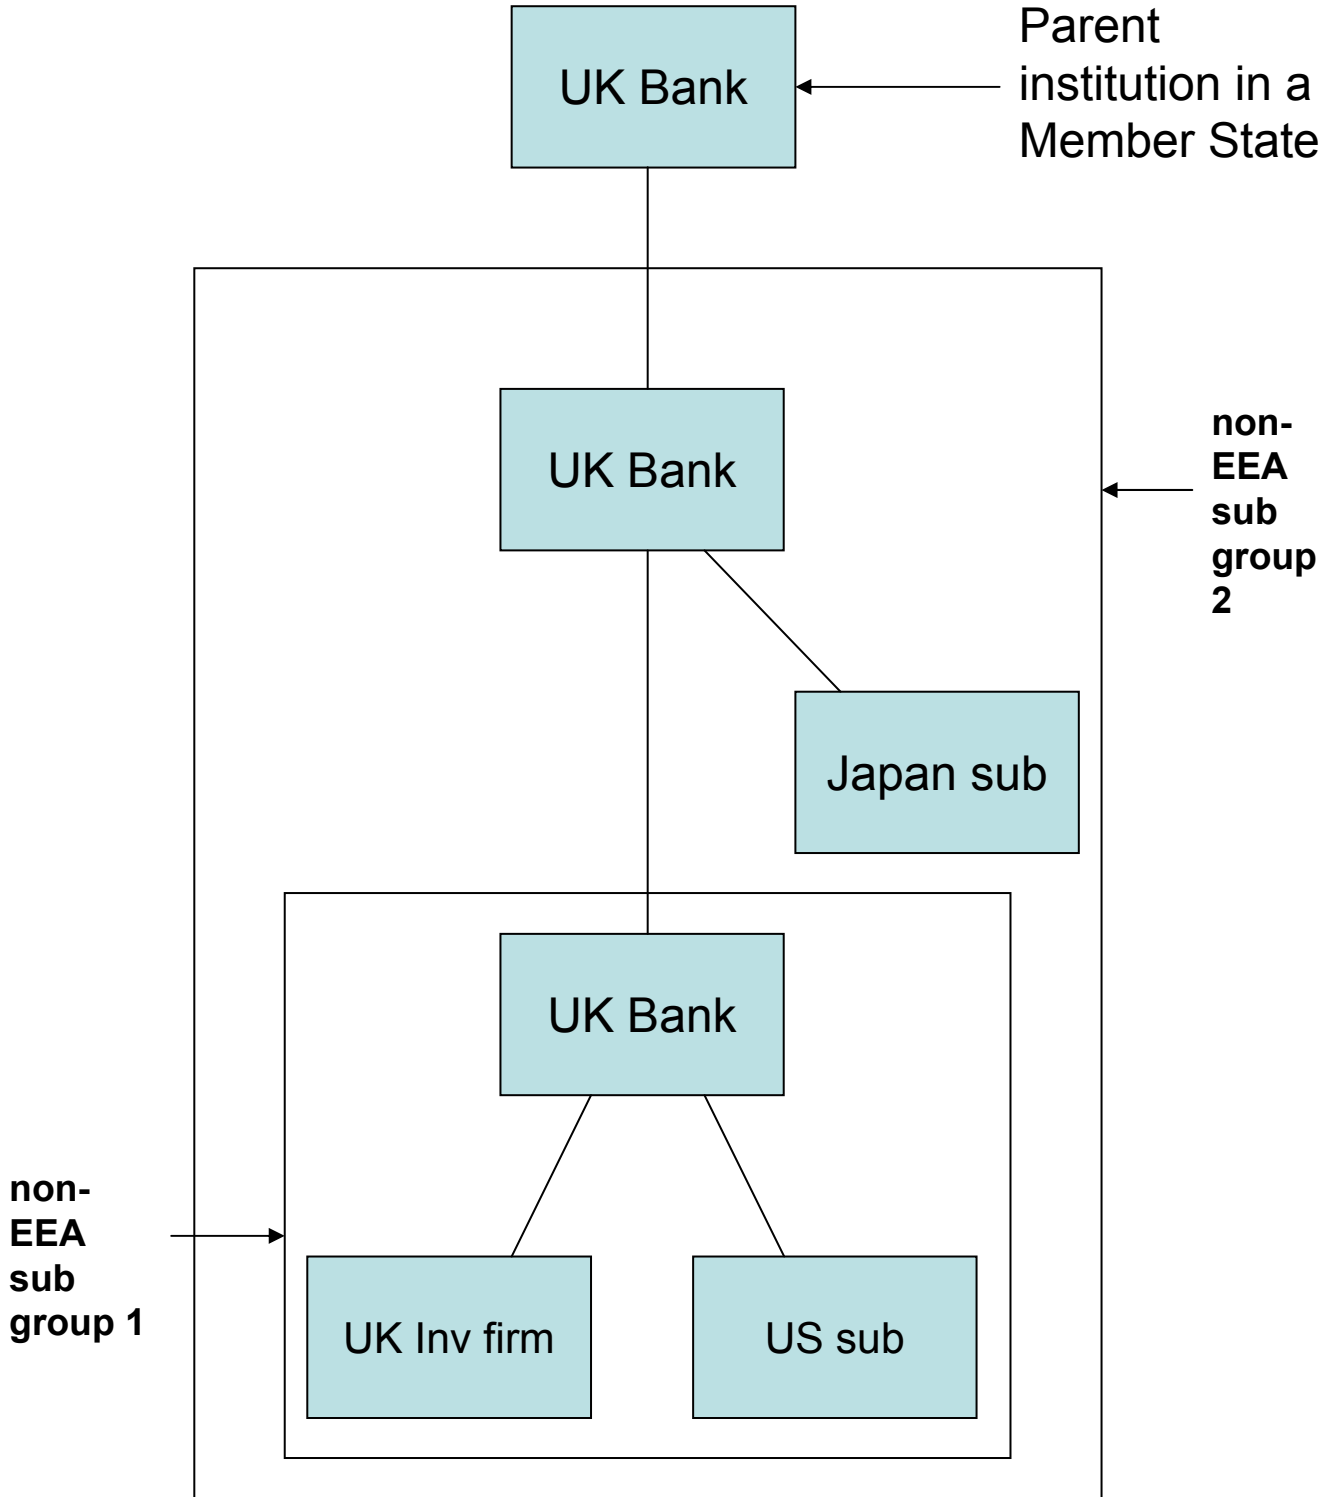 UK Bank
Parent
institution in a
Member State
UK Bank
non-
EEA
sub
group
2
Japan sub
UK Bank
non-
EEA
sub
group 1
UK Inv firm
US sub